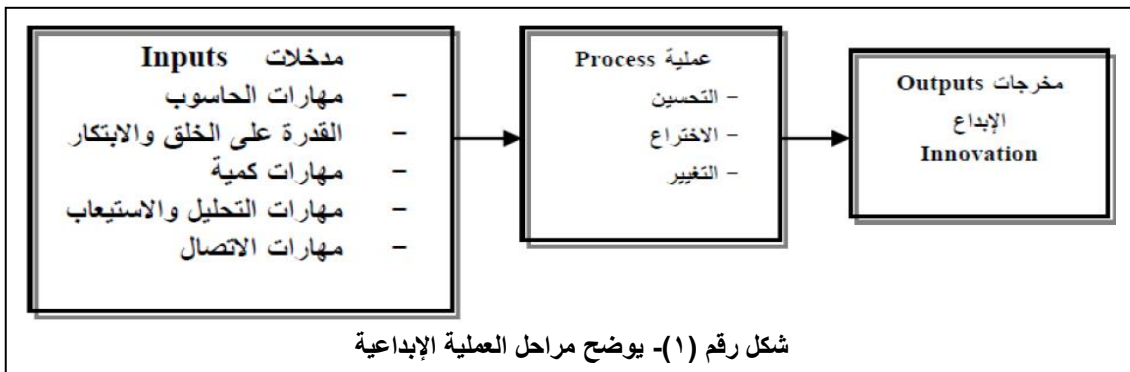 مدخلات Inputs
- مهارات الحاسوب
- القدرة على الخلق والابتكار
- مهارات كمية
- مهارات التحليل والاستيعاب
- مهارات الاتصال
عملية Process
- التحسين
- الاختراع
- التغيير
مخرجات Outputs
الإبداع
Innovation
شكل رقم (١)- يوضح مراحل العملية الإبداعية